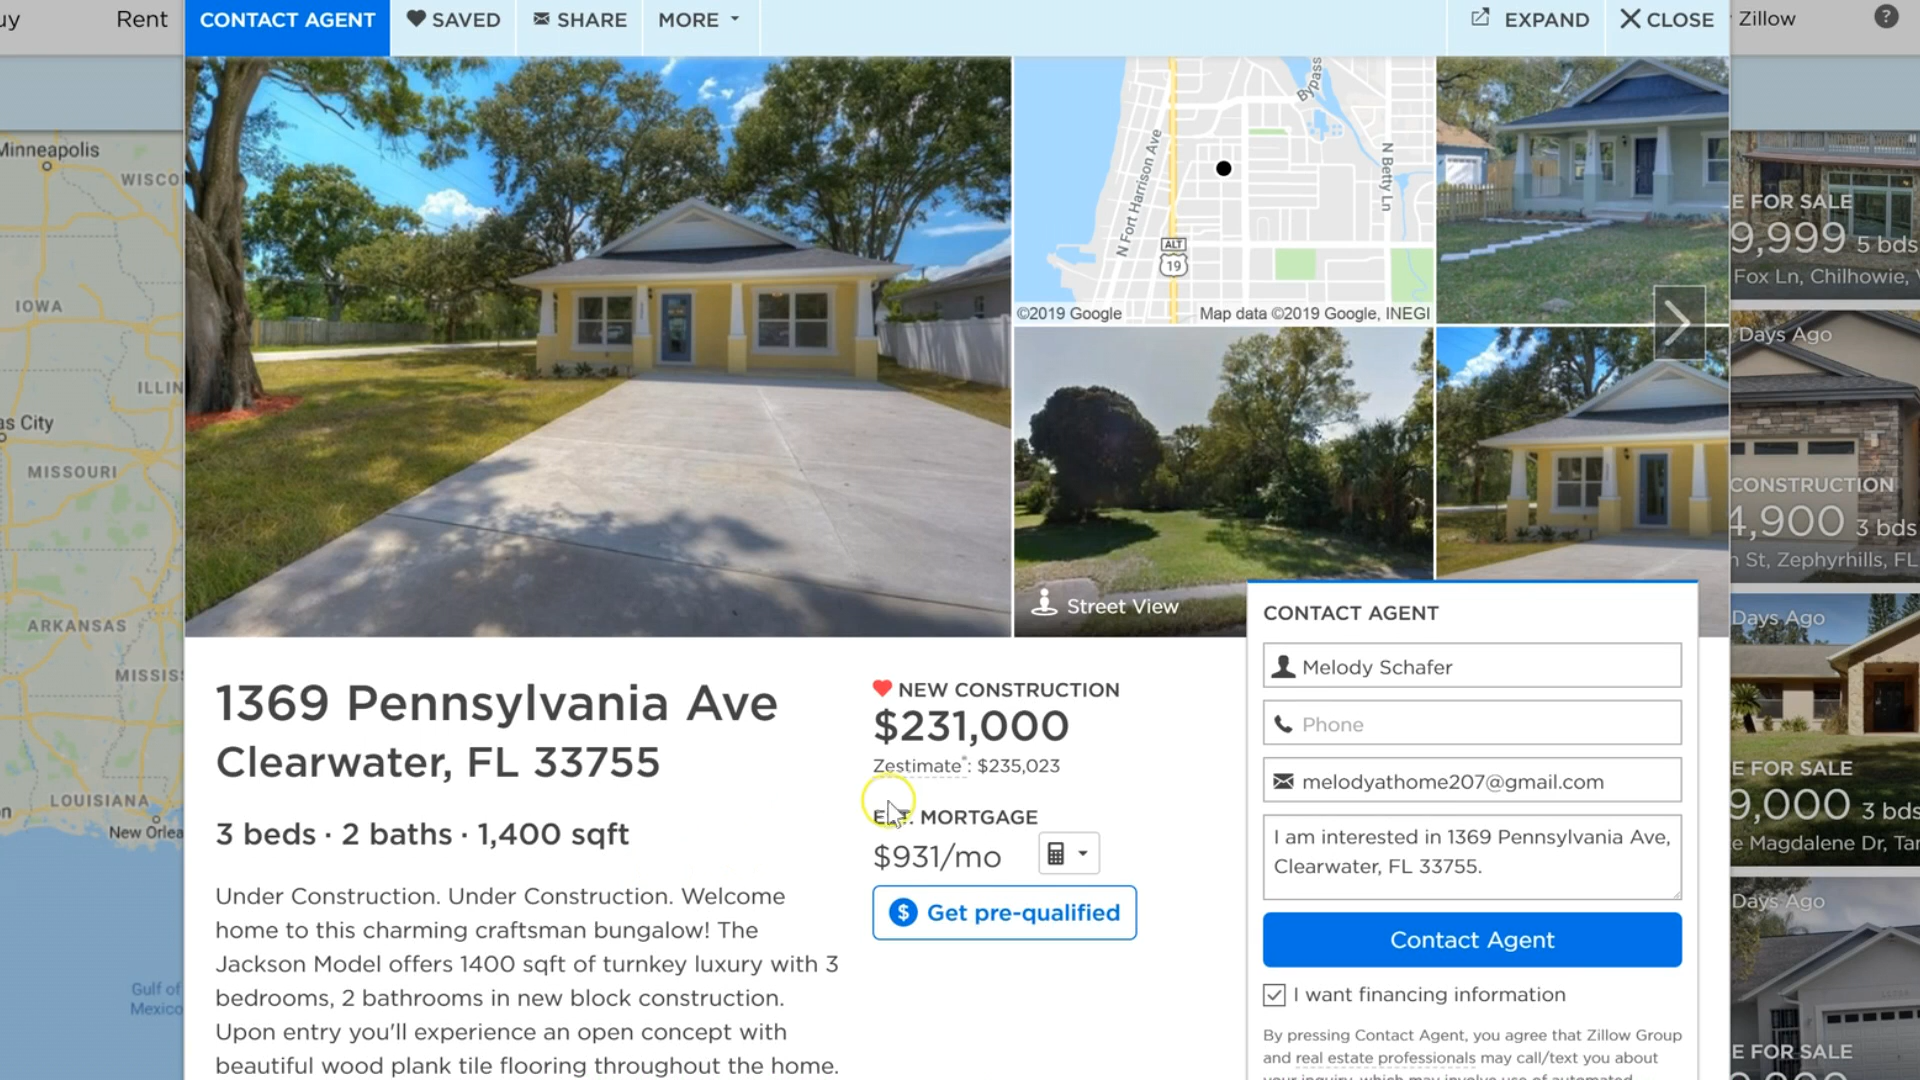 Rent
CONTACT AGENT
SAVED
SHARE
MORE
EXPAND
CLOSE
Zillow
?
Minneapolis
IOWA
MISSOURI
ARKANSAS
LOUISIANA
Gulf of
Mexico
Bypass
N Fort Harrison Ave
N Betty Ln
ALT
19
©2019 Google
Map data ©2019 Google, INEGI
Street View
1369 Pennsylvania Ave
Clearwater, FL 33755
3 beds · 2 baths · 1,400 sqft
Under Construction. Under Construction. Welcome
home to this charming craftsman bungalow! The
Jackson Model offers 1400 sqft of turnkey luxury with 3
bedrooms, 2 bathrooms in new block construction.
Upon entry you'll experience an open concept with
beautiful wood plank tile flooring throughout the home.
NEW CONSTRUCTION
$231,000
Zestimate®: $235,023
MORTGAGE
$931/mo
$ Get pre-qualified
CONTACT AGENT
Melody Schafer
Phone
melodyathome207@gmail.com
I am interested in 1369 Pennsylvania Ave,
Clearwater, FL 33755.
Contact Agent
I want financing information
By pressing Contact Agent, you agree that Zillow Group
and real estate professionals may call/text you about
E FOR SALE
9,999 5 bds
Fox Ln, Chilhowie,
Days Ago
CONSTRUCTION
4,900 3 bds
St, Zephyrhills, FL
Days Ago
E FOR SALE
9,000 3 bds
e Magdalene Dr, Tar
Days Ago
E FOR SALE